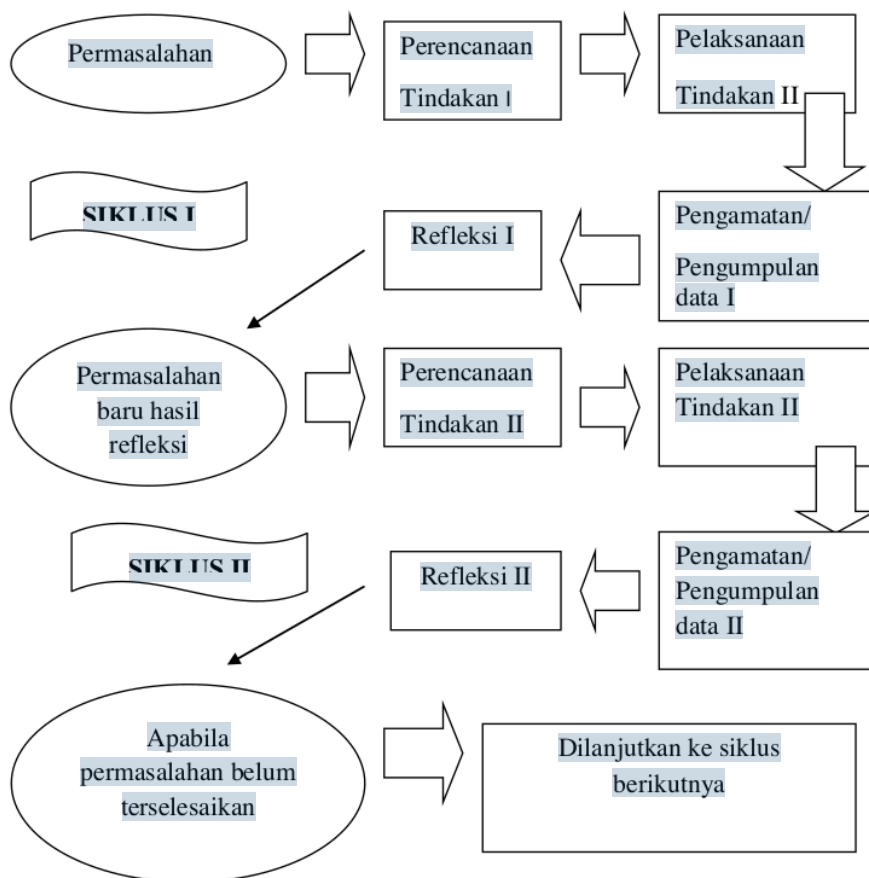 Permasalahan
Perencanaan
Tindakan I
Pelaksanaan
Tindakan II
SIKLUS I
Refleksi I
Pengamatan/
Pengumpulan
data I
Permasalahan
baru hasil
refleksi
Perencanaan
Tindakan II
Pelaksanaan
Tindakan II
SIKLUS II
Refleksi II
Pengamatan/
Pengumpulan
data II
Apabila
permasalahan belum
terselesaikan
Dilanjutkan ke siklus
berikutnya